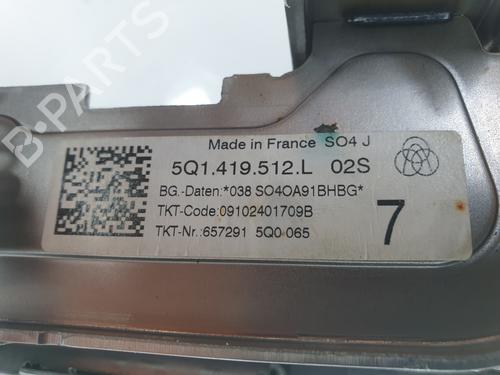 B-PARTS
Made in France SO4 J
5Q1.419.512.L 02S
BG.-Daten:*038 SO4OA91BHBG*
TKT-Code:09102401709B
TKT-Nr.:657291 5Q0 065
7